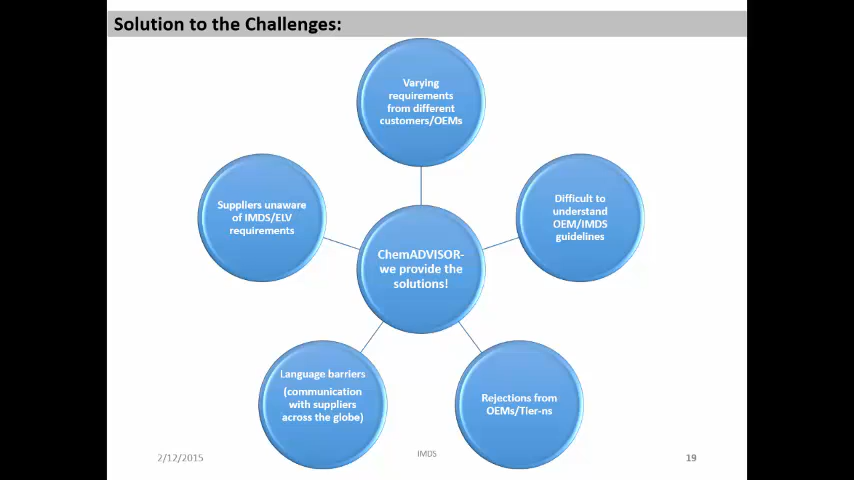 Solution to the Challenges:
Varying
requirements
from different
customers/OEMs
Suppliers unaware
of IMDS/ELV
requirements
Difficult to
understand
OEM/IMDS
guidelines
ChemADVISOR-
we provide the
solutions!
Language barriers
(communication
with suppliers
across the globe)
Rejections from
OEMs/Tier-ns
2/12/2015
IMDS
19